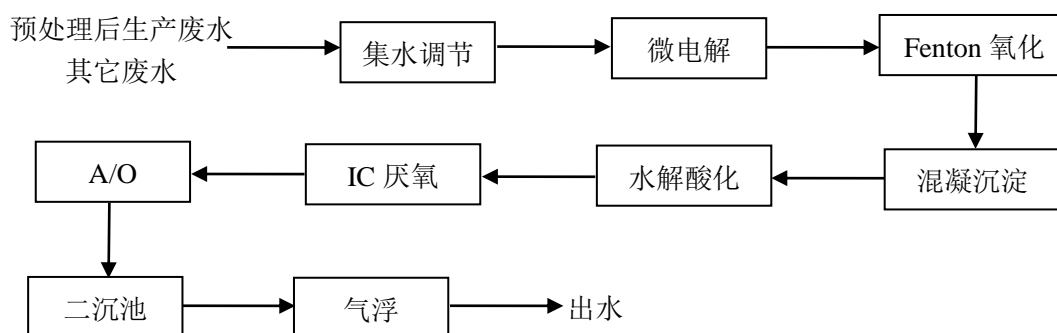 预处理后生产废水
其它废水
集水调节
微电解
Fenton 氧化
混凝沉淀
水解酸化
IC 厌氧
A/O
二沉池
气浮
出水